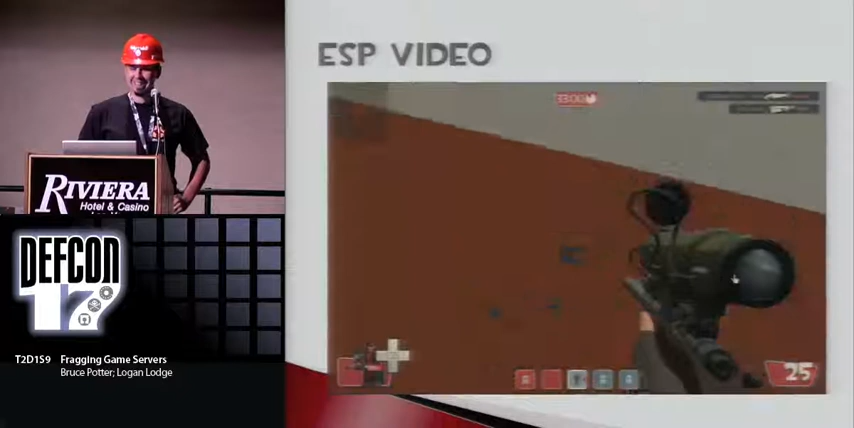 ESP VIDEO
RIVIERA
Hotel & Casino
DEFCON
17
T2D1S9 Fragging Game Servers
Bruce Potter; Logan Lodge
25